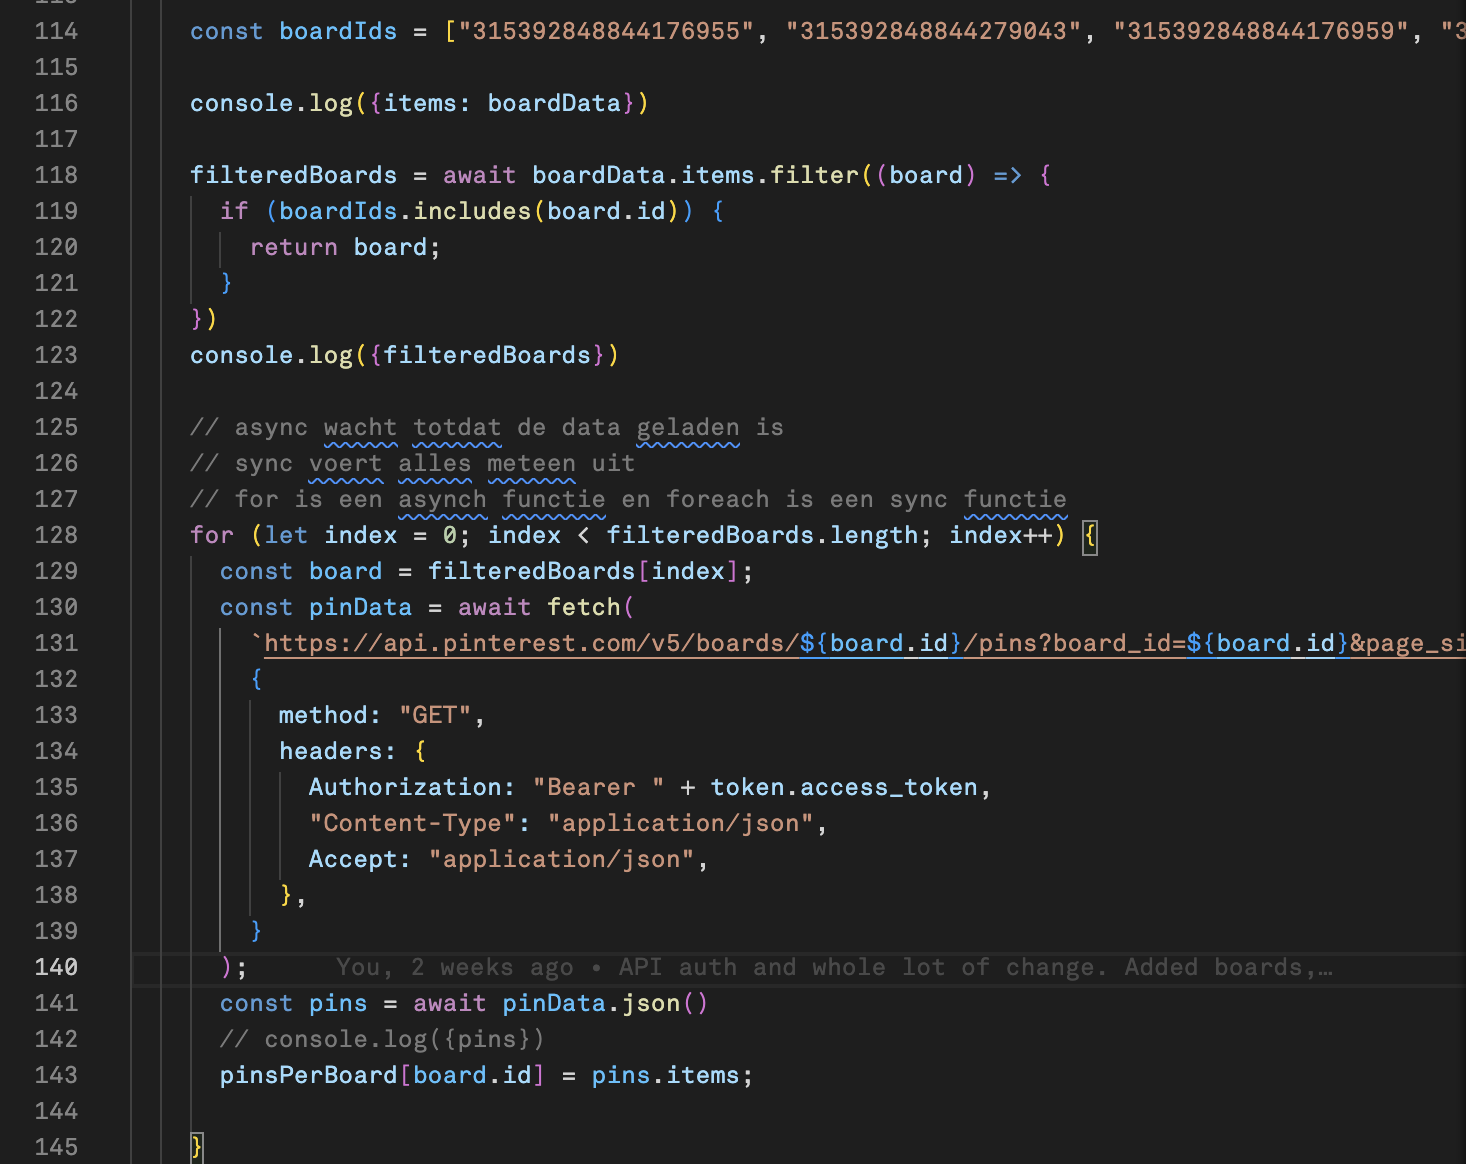 114 const boardIds = ["315392848844176955", "315392848844279043", "315392848844176959", "3
115
116 console.log({items: boardData})
117
118 filteredBoards = await boardData.items.filter((board) => {
119 if (boardIds.includes(board.id)) {
120 return board;
121 }
122 })
123 console.log({filteredBoards})
124
125 // async wacht totdat de data geladen is
126 // sync voert alles meteen uit
127 // for is een asynch functie en foreach is een sync functie
128 for (let index = 0; index < filteredBoards.length; index++) {
129 const board = filteredBoards[index];
130 const pinData = await fetch(
131 `https://api.pinterest.com/v5/boards/${board.id}/pins?board_id=${board.id}&page_si
132 {
133 method: "GET",
134 headers: {
135 Authorization: "Bearer " + token.access_token,
136 "Content-Type": "application/json",
137 Accept: "application/json",
138 },
139 }
140 ); You, 2 weeks ago • API auth and whole lot of change. Added boards,…
141 const pins = await pinData.json()
142 // console.log({pins})
143 pinsPerBoard[board.id] = pins.items;
144
145 }